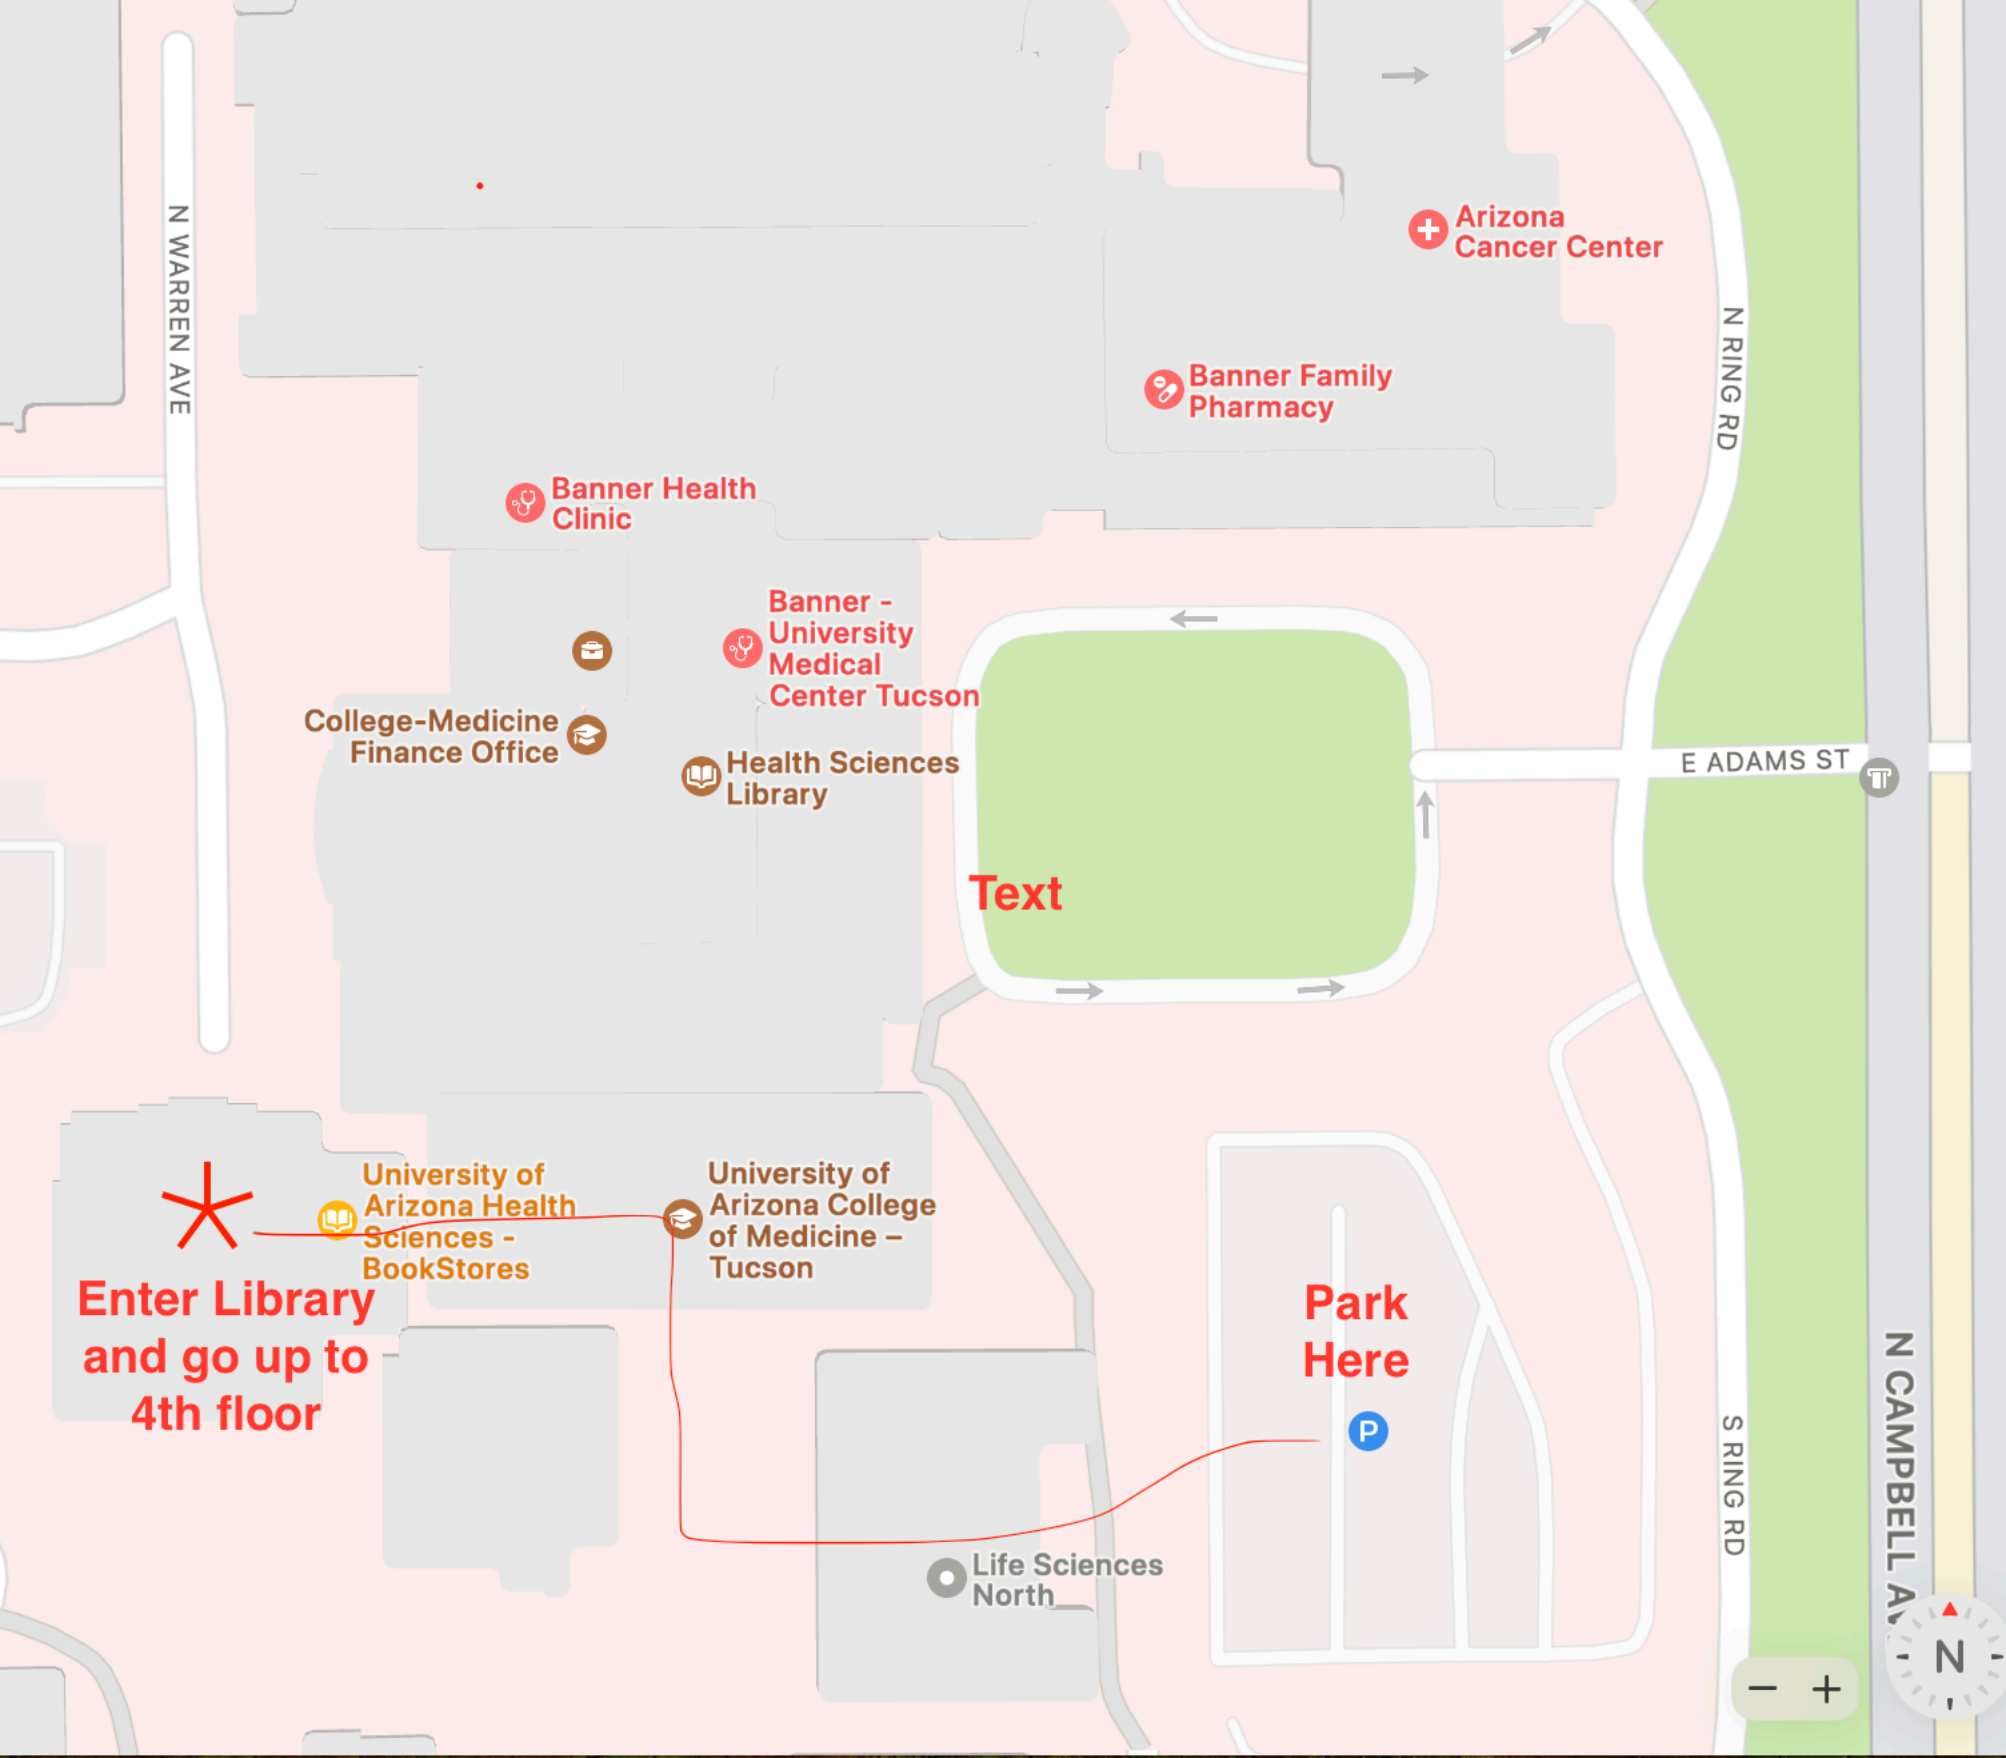 N WARREN AVE
Arizona
Cancer Center
N RING RD
Banner Family
Pharmacy
Banner Health
Clinic
Banner -
University
Medical
Center Tucson
College-Medicine
Finance Office
Health Sciences
Library
E ADAMS ST
Text
University of
Arizona Health
Sciences -
BookStores
University of
Arizona College
of Medicine –
Tucson
Enter Library
and go up to
4th floor
Park
Here
P
S RING RD
N CAMPBELL A
Life Sciences
North
N
− +